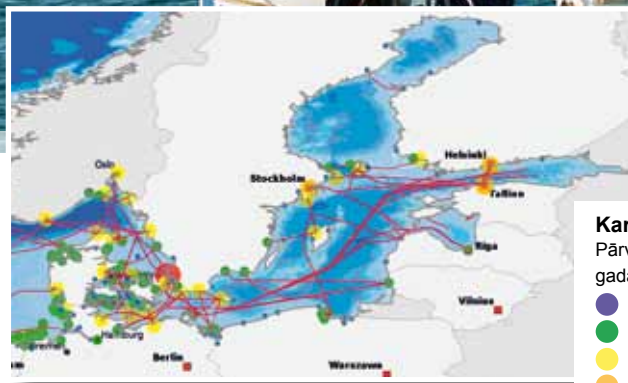 Oslo
Helsinki
Stockholm
Tallinn
Riga
Vilnius
Hamburg
Berlin
Warszawa
Kar
Pārv
gada